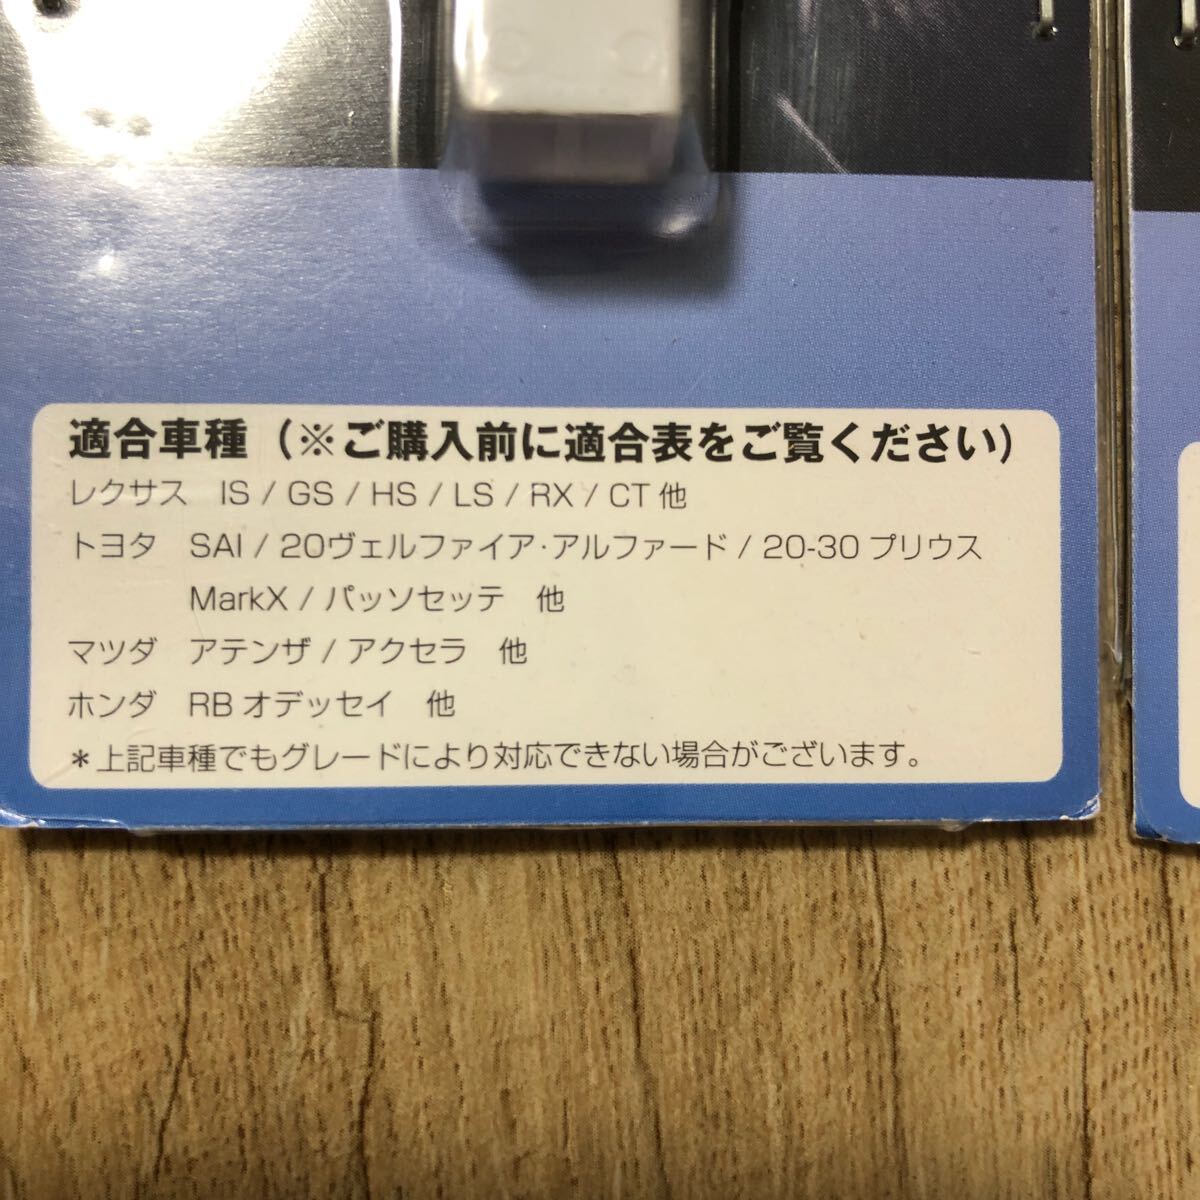 適合車種（※ご購入前に適合表をご覧ください）
レクサス　IS / GS / HS / LS / RX / CT 他
トヨタ　SAI / 20ヴェルファイア・アルファード / 20-30 プリウス
MarkX / パッソセッテ　他
マツダ　アテンザ / アクセラ　他
ホンダ　RB オデッセイ　他
＊上記車種でもグレードにより対応できない場合がございます。